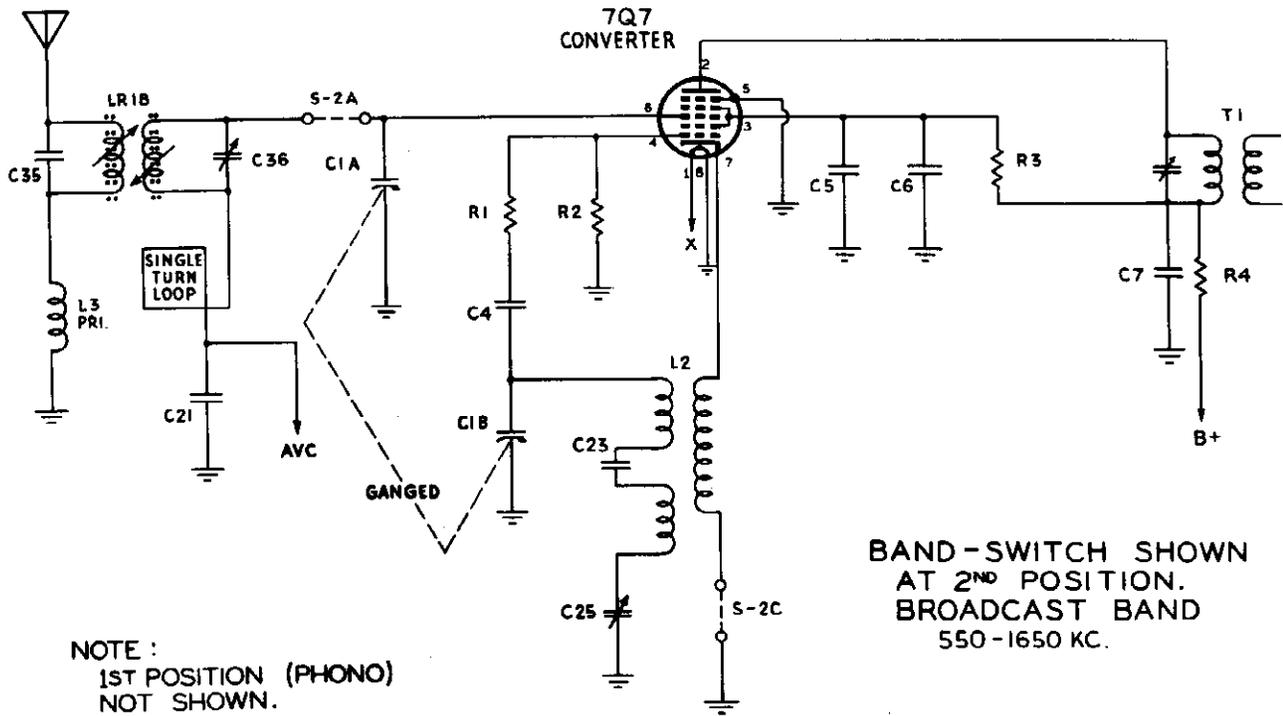 7Q7
CONVERTER
2
5
6
3
4
1 8 7
LR1B
S-2A
C35
C36
C1A
R1
R2
X
C5
C6
R3
T1
SINGLE
TURN
LOOP
L3
PRI.
C4
C7
R4
C21
AVC
L2
C1B
C23
B+
GANGED
C25
S-2C
BAND-SWITCH SHOWN
AT 2ND POSITION.
BROADCAST BAND
550-1650 KC.
NOTE:
1ST POSITION (PHONO)
NOT SHOWN.